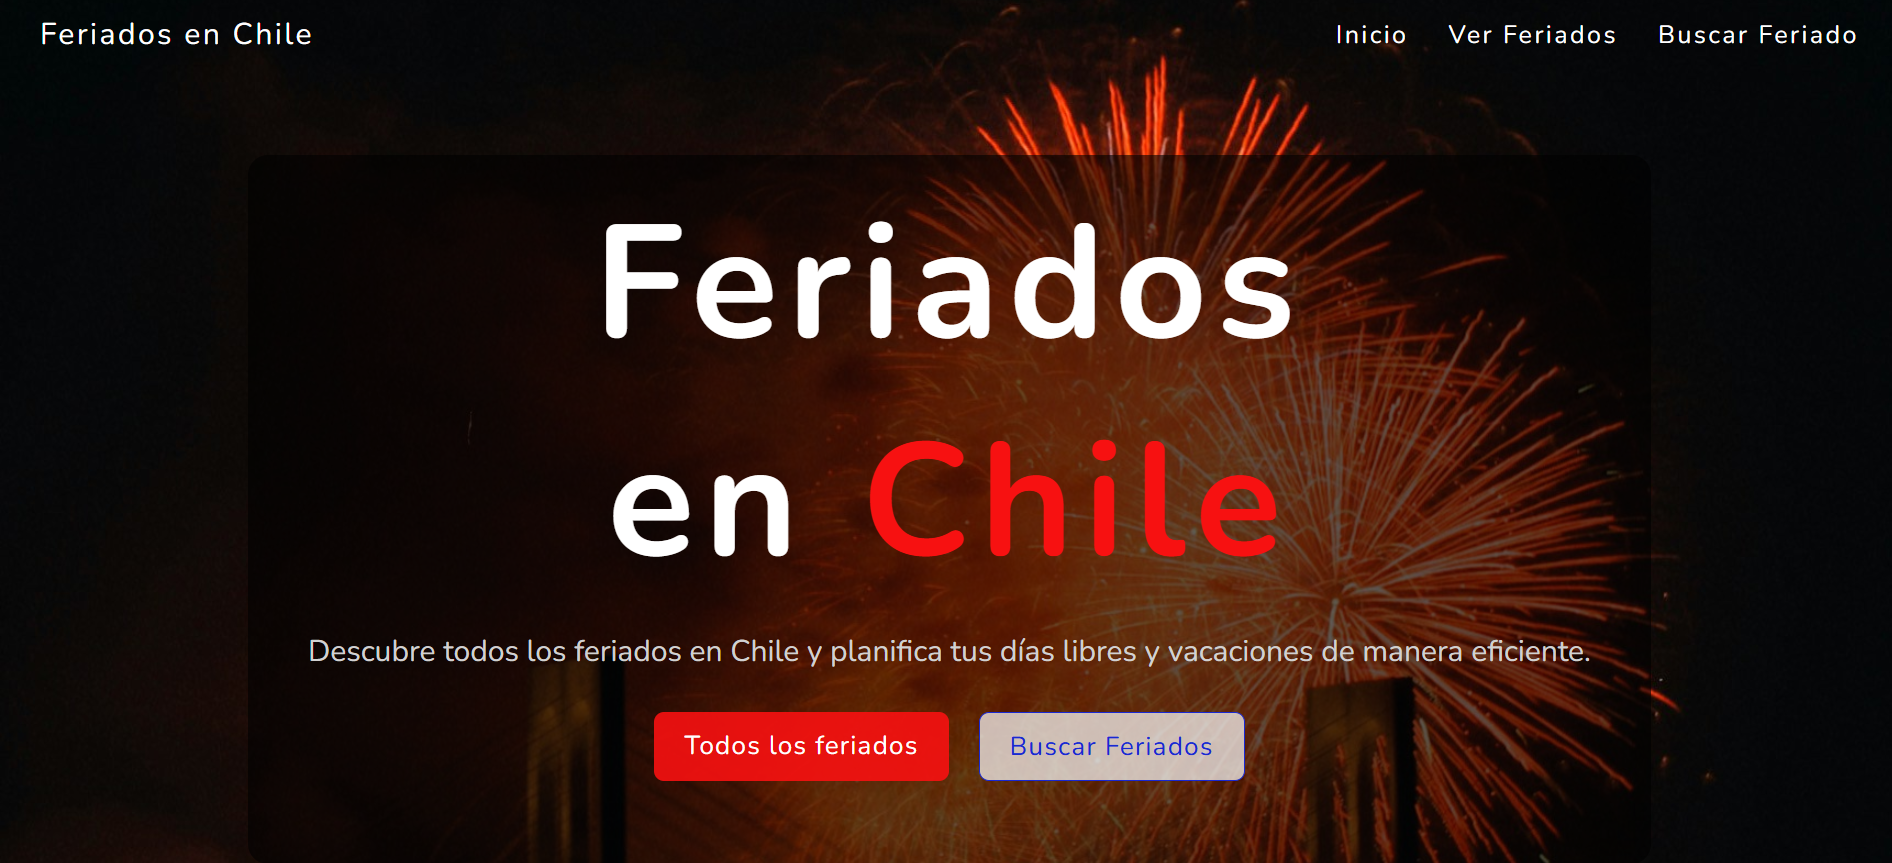 Feriados en Chile
Inicio
Ver Feriados
Buscar Feriado
Feriados
en Chile
Descubre todos los feriados en Chile y planifica tus días libres y vacaciones de manera eficiente.
Todos los feriados
Buscar Feriados